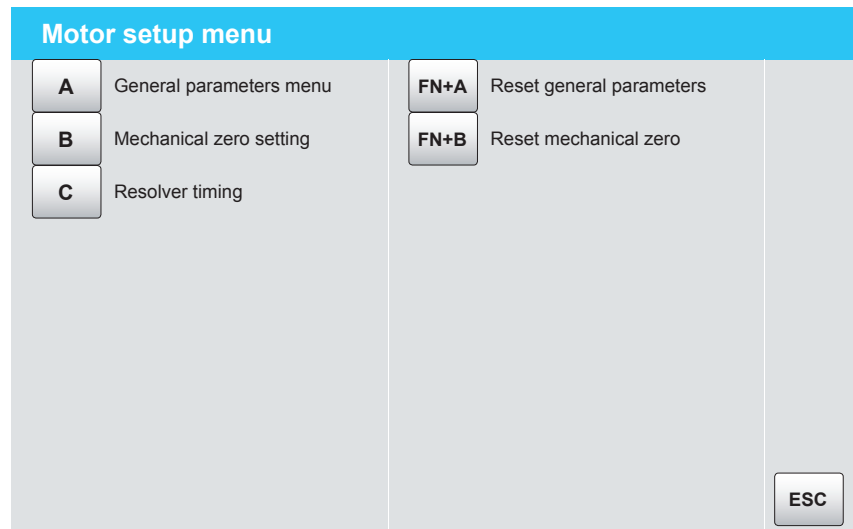 Motor setup menu
A General parameters menu
B Mechanical zero setting
C Resolver timing
FN+A Reset general parameters
FN+B Reset mechanical zero
ESC